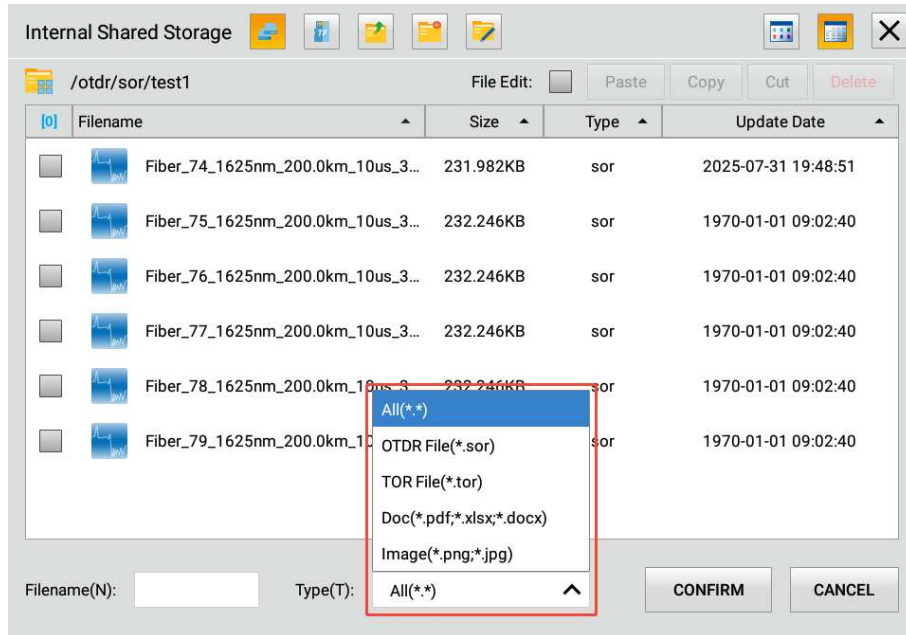 Internal Shared Storage TF
/otdr/sor/test1 File Edit: Paste Copy Cut Delete
[0] Filename Size Type Update Date
Fiber_74_1625nm_200.0km_10us_3... 231.982KB sor 2025-07-31 19:48:51
Fiber_75_1625nm_200.0km_10us_3... 232.246KB sor 1970-01-01 09:02:40
Fiber_76_1625nm_200.0km_10us_3... 232.246KB sor 1970-01-01 09:02:40
Fiber_77_1625nm_200.0km_10us_3... 232.246KB sor 1970-01-01 09:02:40
Fiber_78_1625nm_200.0km_10us_3 232.246KB sor 1970-01-01 09:02:40
Fiber_79_1625nm_200.0km_10 sor 1970-01-01 09:02:40
All(*.*)
OTDR File(*.sor)
TOR File(*.tor)
Doc(*.pdf;*.xlsx;*.docx)
Image(*.png;*.jpg)
Filename(N): Type(T): All(*.*) CONFIRM CANCEL